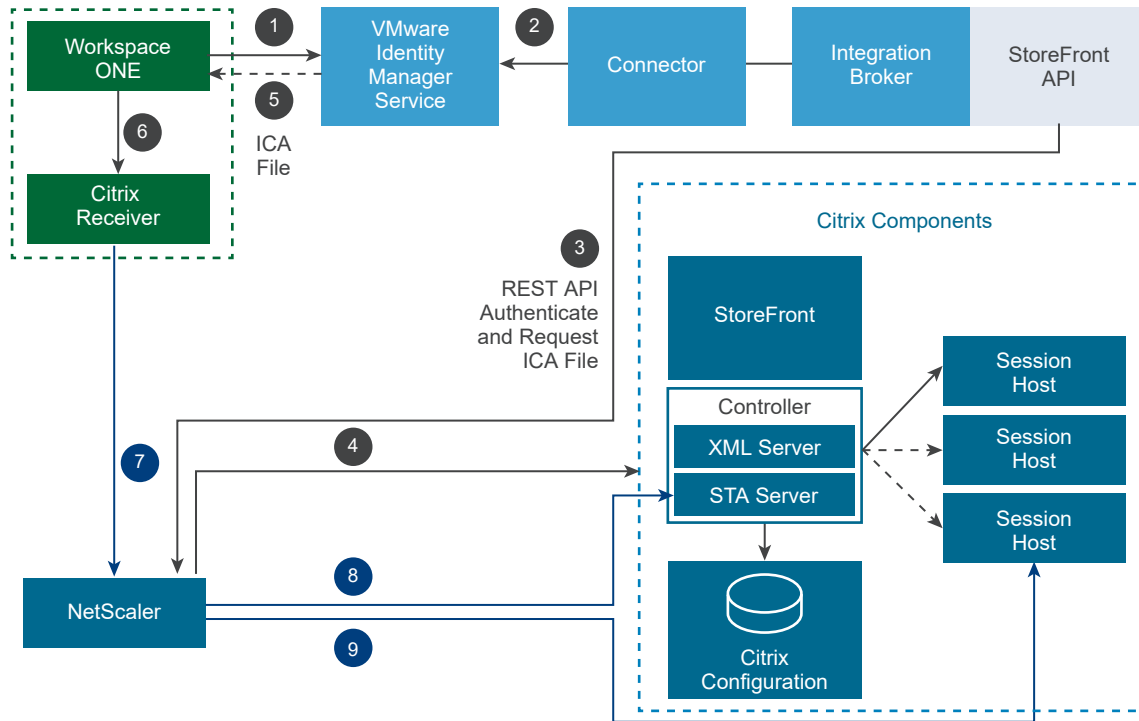 Workspace
ONE
1
VMware
Identity
Manager
Service
2
Connector
Integration
Broker
StoreFront
API
5
ICA
File
6
Citrix
Receiver
3
REST API
Authenticate
and Request
ICA File
Citrix Components
StoreFront
Controller
XML Server
STA Server
Session
Host
Session
Host
Session
Host
4
7
NetScaler
8
9
Citrix
Configuration